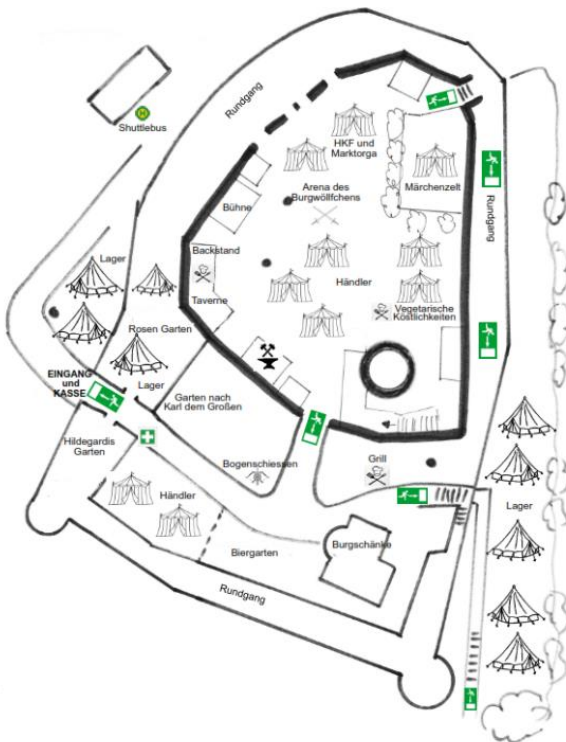 Rundgang
Shuttlebus
HKF und
Marktorga
Märchenzelt
Arena des
Burgwölfchens
Rundgang
Bühne
Backstand
Lager
Händler
Taverne
Vegetarische
Köstlichkeiten
Rosen Garten
EINGANG
und
KASSE
Lager
Garten nach
Karl dem Großen
Hildegardis
Garten
Bogenschiessen
Grill
Händler
Lager
Biergarten
Burgschänke
Rundgang